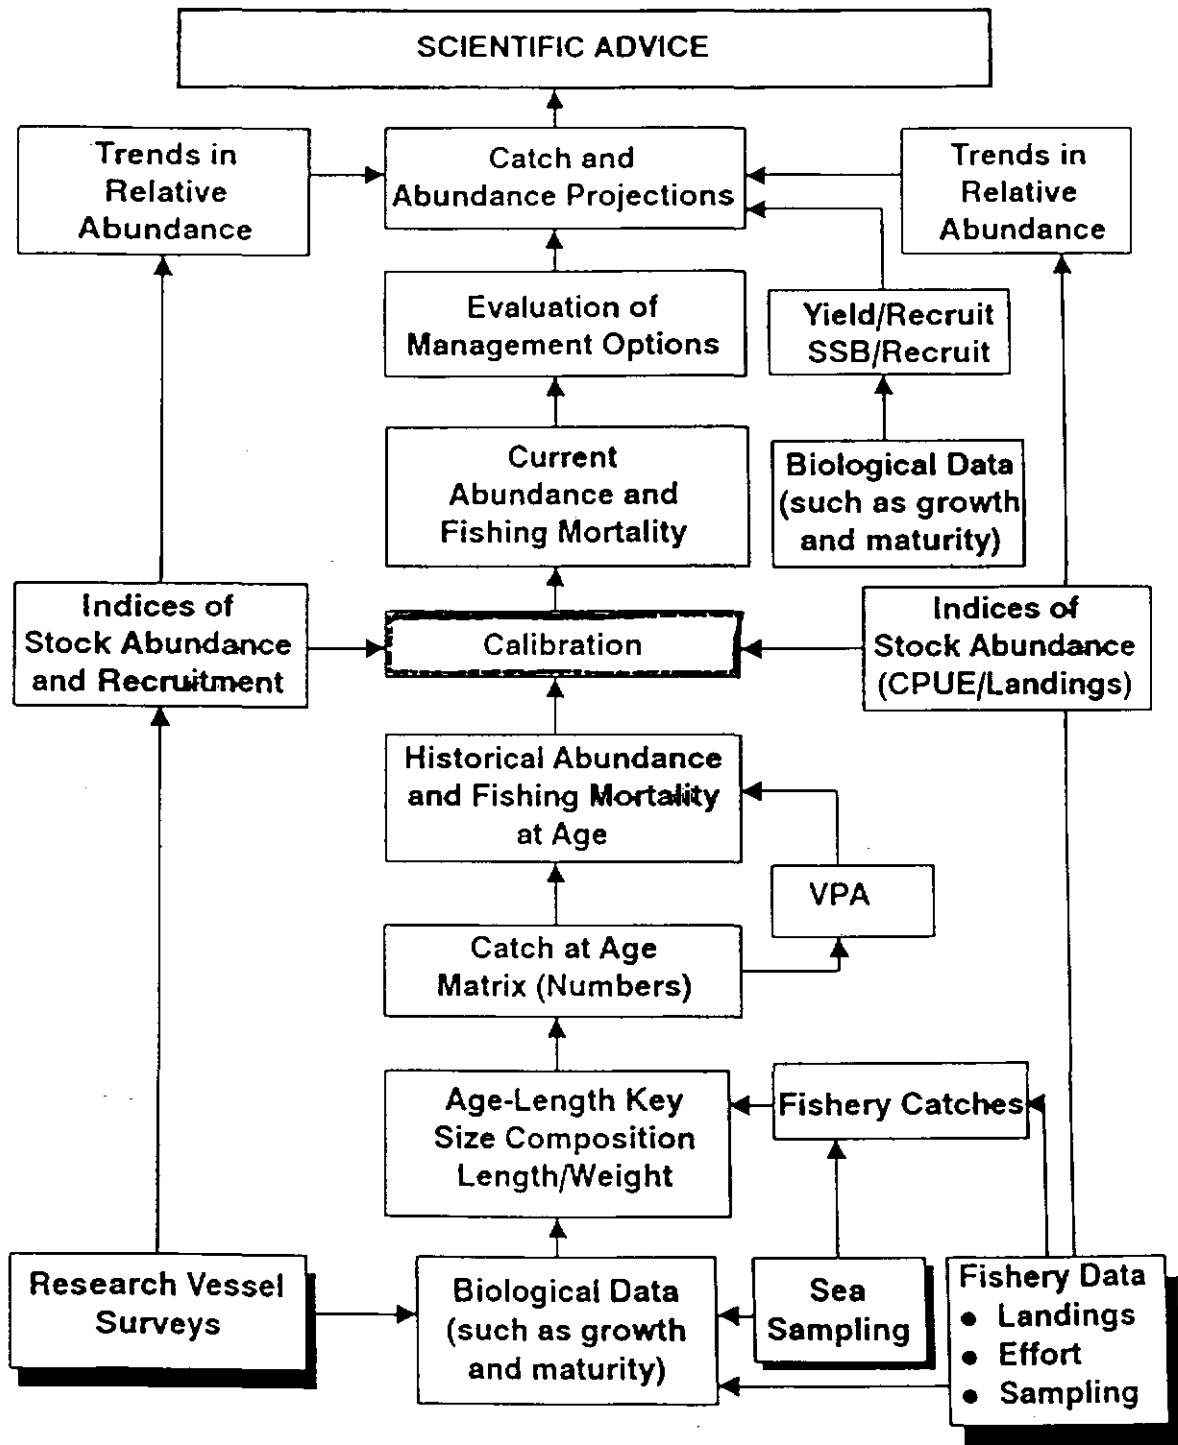 SCIENTIFIC ADVICE
Trends in
Relative
Abundance
Catch and
Abundance Projections
Trends in
Relative
Abundance
Evaluation of
Management Options
Yield/Recruit
SSB/Recruit
Current
Abundance and
Fishing Mortality
Biological Data
(such as growth
and maturity)
Indices of
Stock Abundance
and Recruitment
Calibration
Indices of
Stock Abundance
(CPUE/Landings)
Historical Abundance
and Fishing Mortality
at Age
VPA
Catch at Age
Matrix (Numbers)
Age-Length Key
Size Composition
Length/Weight
Fishery Catches
Research Vessel
Surveys
Biological Data
(such as growth
and maturity)
Sea
Sampling
Fishery Data
● Landings
● Effort
● Sampling